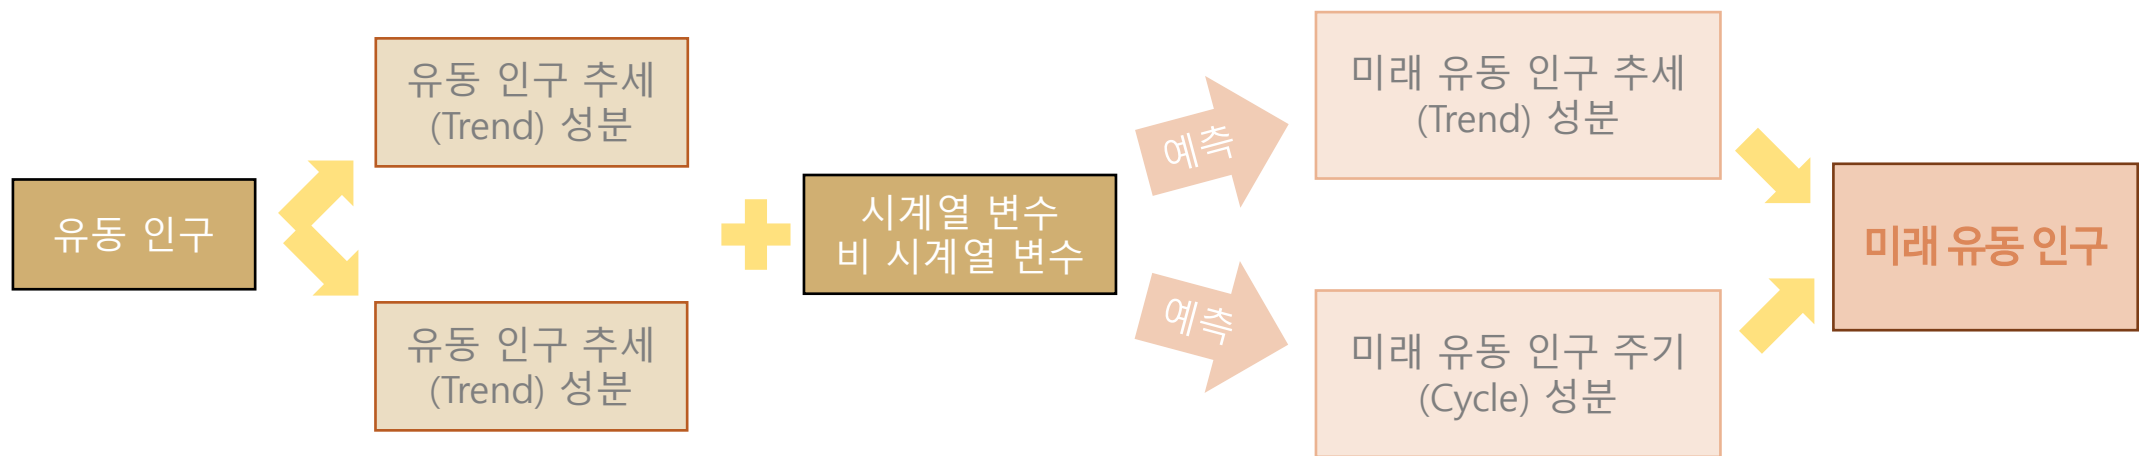 유동 인구
유동 인구 추세
(Trend) 성분
유동 인구 추세
(Trend) 성분
시계열 변수
비 시계열 변수
예측
예측
미래 유동 인구 추세
(Trend) 성분
미래 유동 인구 주기
(Cycle) 성분
미래 유동 인구